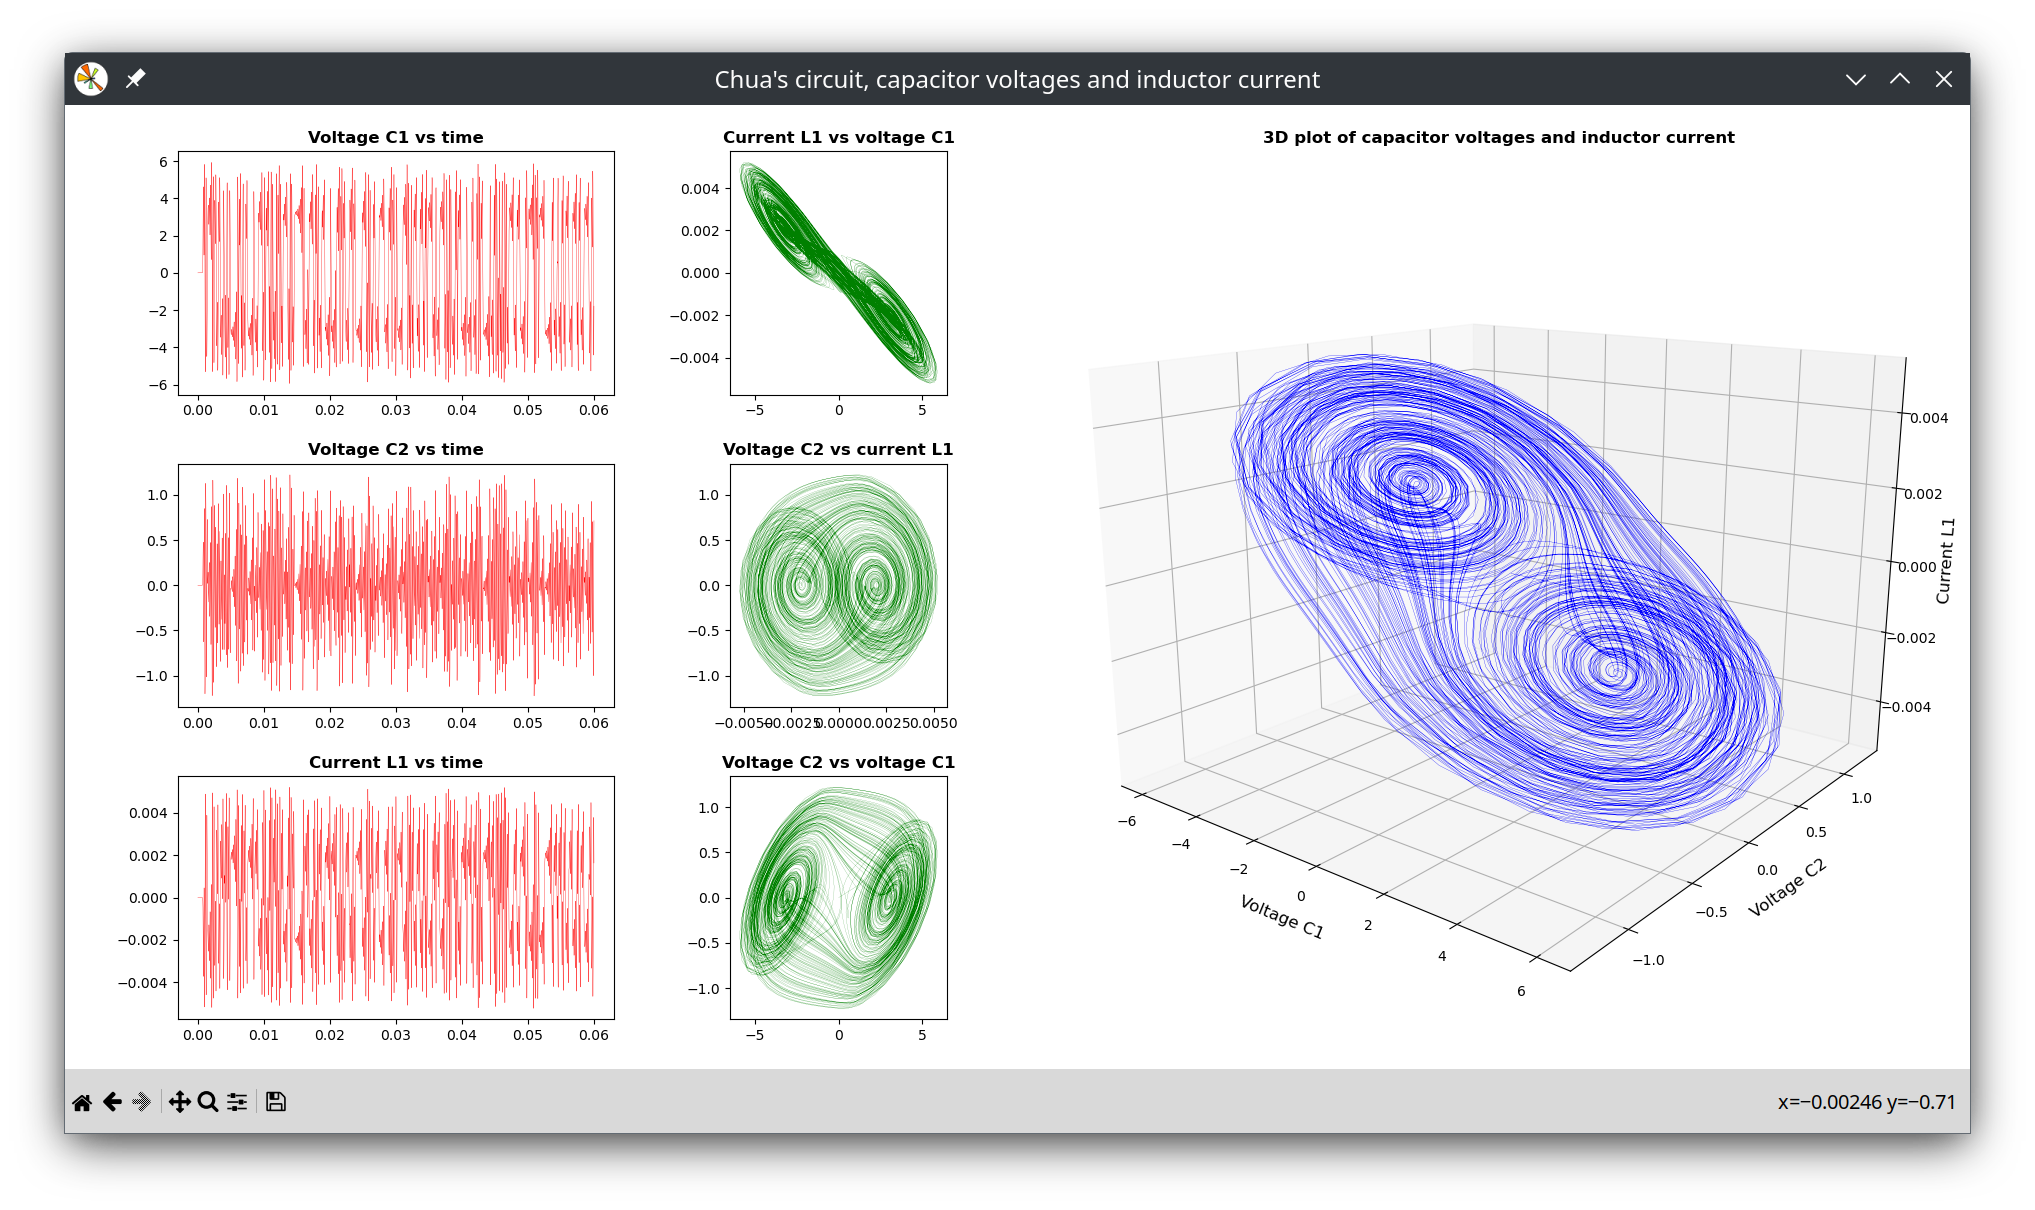 Chua's circuit, capacitor voltages and inductor current
Voltage C1 vs time
6
4
2
0
−2
−4
−6
0.00 0.01 0.02 0.03 0.04 0.05 0.06
Current L1 vs voltage C1
0.004
0.002
0.000
−0.002
−0.004
−5 0 5
Voltage C2 vs time
1.0
0.5
0.0
−0.5
−1.0
0.00 0.01 0.02 0.03 0.04 0.05 0.06
Voltage C2 vs current L1
1.0
0.5
0.0
−0.5
−1.0
−0.0050 −0.0025 0.0000 0.0025 0.0050
Current L1 vs time
0.004
0.002
0.000
−0.002
−0.004
0.00 0.01 0.02 0.03 0.04 0.05 0.06
Voltage C2 vs voltage C1
1.0
0.5
0.0
−0.5
−1.0
−5 0 5
3D plot of capacitor voltages and inductor current
0.004
0.002
0.000
−0.002
−0.004
Current L1
−6
−4
−2
0
2
4
6
Voltage C1
1.0
0.5
0.0
−0.5
−1.0
Voltage C2
x=−0.00246 y=−0.71